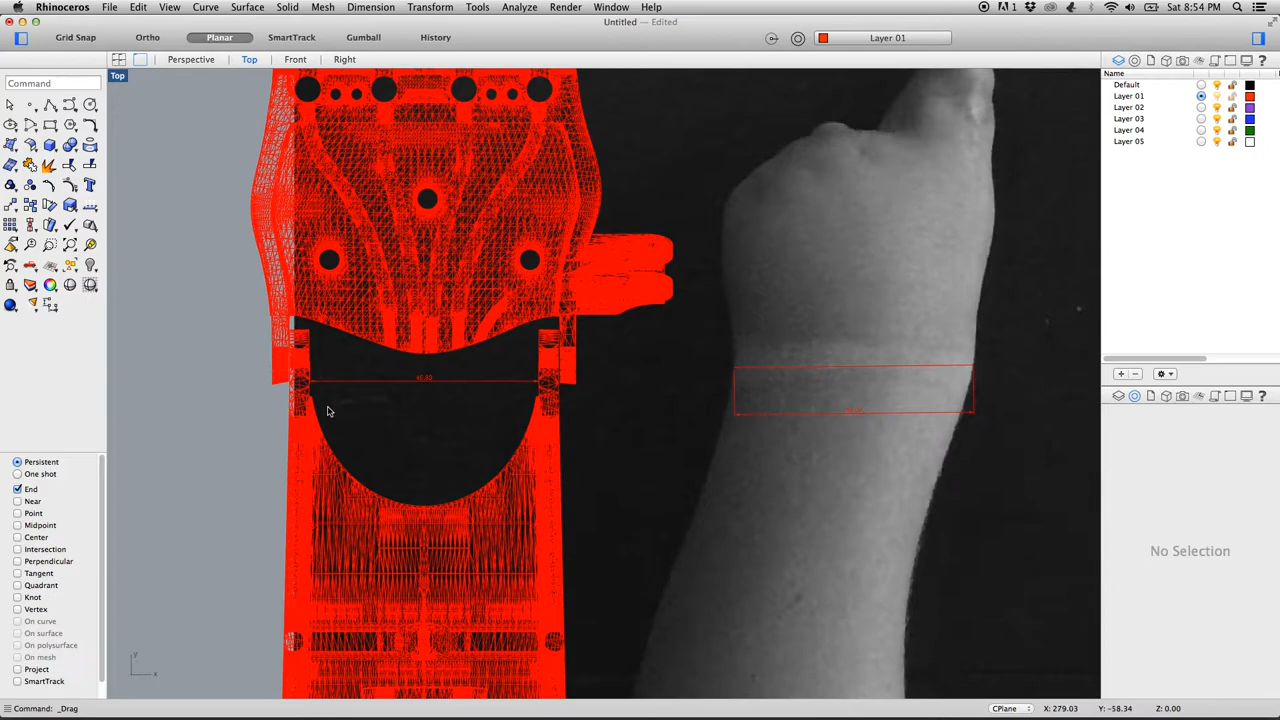 Rhinoceros File Edit View Curve Surface Solid Mesh Dimension Transform Tools Analyze Render Window Help
1 Sat 8:54 PM
Untitled — Edited
Grid Snap Ortho Planar SmartTrack Gumball History Layer 01
Perspective Top Front Right
Top
Command
Name
Default
Layer 01
Layer 02
Layer 03
Layer 04
Layer 05
No Selection
Persistent
One shot
End
Near
Point
Midpoint
Center
Intersection
Perpendicular
Tangent
Quadrant
Knot
Vertex
On curve
On surface
On polysurface
On mesh
Project
SmartTrack
y
x
Command: _Drag
CPlane X: 279.03 Y: -58.34 Z: 0.00